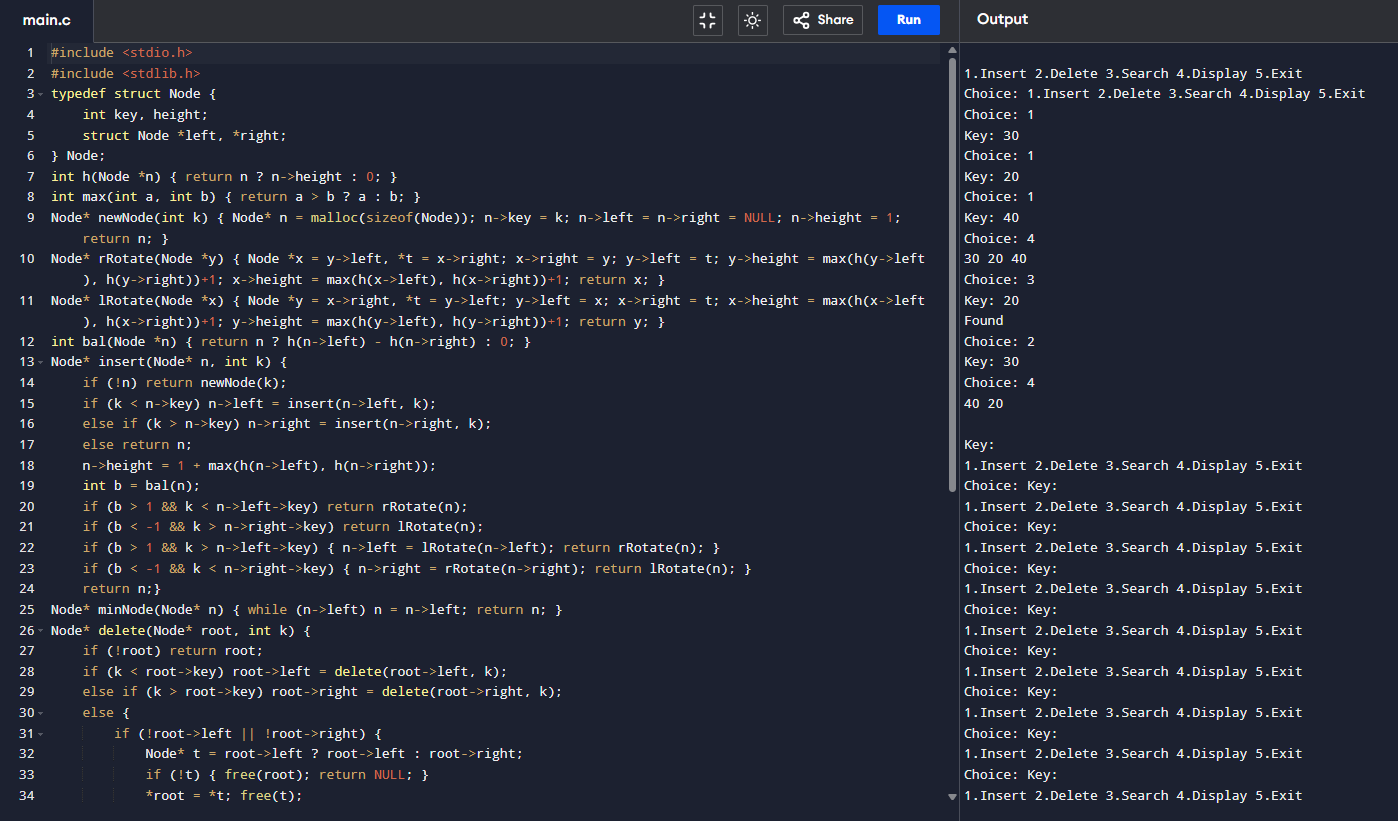 main.c
Share
Run
Output
1 #include <stdio.h>
2 #include <stdlib.h>
3 typedef struct Node {
4 int key, height;
5 struct Node *left, *right;
6 } Node;
7 int h(Node *n) { return n ? n->height : 0; }
8 int max(int a, int b) { return a > b ? a : b; }
9 Node* newNode(int k) { Node* n = malloc(sizeof(Node)); n->key = k; n->left = n->right = NULL; n->height = 1;
return n; }
10 Node* rRotate(Node *y) { Node *x = y->left, *t = x->right; x->right = y; y->left = t; y->height = max(h(y->left
), h(y->right))+1; x->height = max(h(x->left), h(x->right))+1; return x; }
11 Node* lRotate(Node *x) { Node *y = x->right, *t = y->left; y->left = x; x->right = t; x->height = max(h(x->left
), h(x->right))+1; y->height = max(h(y->left), h(y->right))+1; return y; }
12 int bal(Node *n) { return n ? h(n->left) - h(n->right) : 0; }
13 Node* insert(Node* n, int k) {
14 if (!n) return newNode(k);
15 if (k < n->key) n->left = insert(n->left, k);
16 else if (k > n->key) n->right = insert(n->right, k);
17 else return n;
18 n->height = 1 + max(h(n->left), h(n->right));
19 int b = bal(n);
20 if (b > 1 && k < n->left->key) return rRotate(n);
21 if (b < -1 && k > n->right->key) return lRotate(n);
22 if (b > 1 && k > n->left->key) { n->left = lRotate(n->left); return rRotate(n); }
23 if (b < -1 && k < n->right->key) { n->right = rRotate(n->right); return lRotate(n); }
24 return n;}
25 Node* minNode(Node* n) { while (n->left) n = n->left; return n; }
26 Node* delete(Node* root, int k) {
27 if (!root) return root;
28 if (k < root->key) root->left = delete(root->left, k);
29 else if (k > root->key) root->right = delete(root->right, k);
30 else {
31 if (!root->left || !root->right) {
32 Node* t = root->left ? root->left : root->right;
33 if (!t) { free(root); return NULL; }
34 *root = *t; free(t);
1.Insert 2.Delete 3.Search 4.Display 5.Exit
Choice: 1.Insert 2.Delete 3.Search 4.Display 5.Exit
Choice: 1
Key: 30
Choice: 1
Key: 20
Choice: 1
Key: 40
Choice: 4
30 20 40
Choice: 3
Key: 20
Found
Choice: 2
Key: 30
Choice: 4
40 20
Key:
1.Insert 2.Delete 3.Search 4.Display 5.Exit
Choice: Key:
1.Insert 2.Delete 3.Search 4.Display 5.Exit
Choice: Key:
1.Insert 2.Delete 3.Search 4.Display 5.Exit
Choice: Key:
1.Insert 2.Delete 3.Search 4.Display 5.Exit
Choice: Key:
1.Insert 2.Delete 3.Search 4.Display 5.Exit
Choice: Key:
1.Insert 2.Delete 3.Search 4.Display 5.Exit
Choice: Key:
1.Insert 2.Delete 3.Search 4.Display 5.Exit
Choice: Key:
1.Insert 2.Delete 3.Search 4.Display 5.Exit
Choice: Key:
1.Insert 2.Delete 3.Search 4.Display 5.Exit